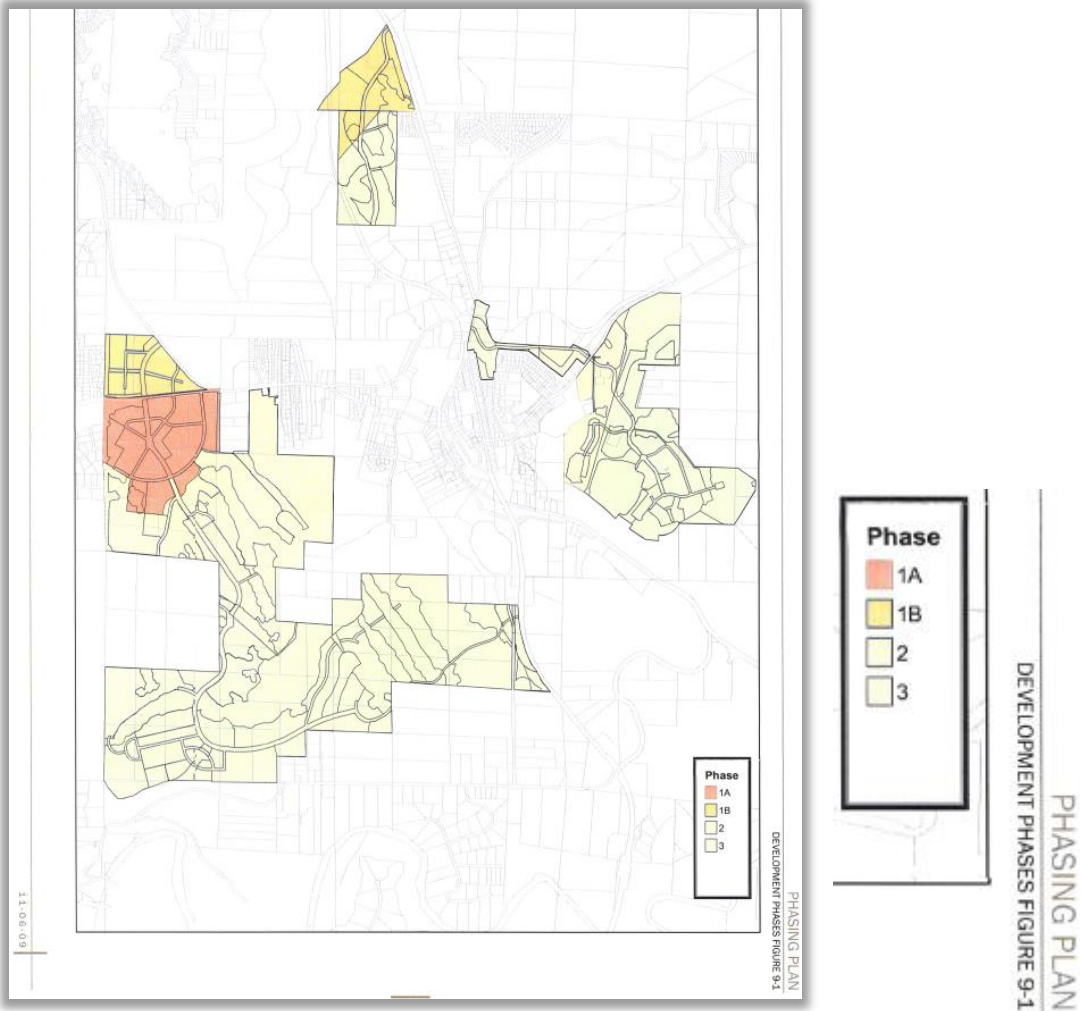 Phase
1A
1B
2
3
PHASING PLAN
DEVELOPMENT PHASES FIGURE 9-1
11·06·09
Phase
1A
1B
2
3
PHASING PLAN
DEVELOPMENT PHASES FIGURE 9-1